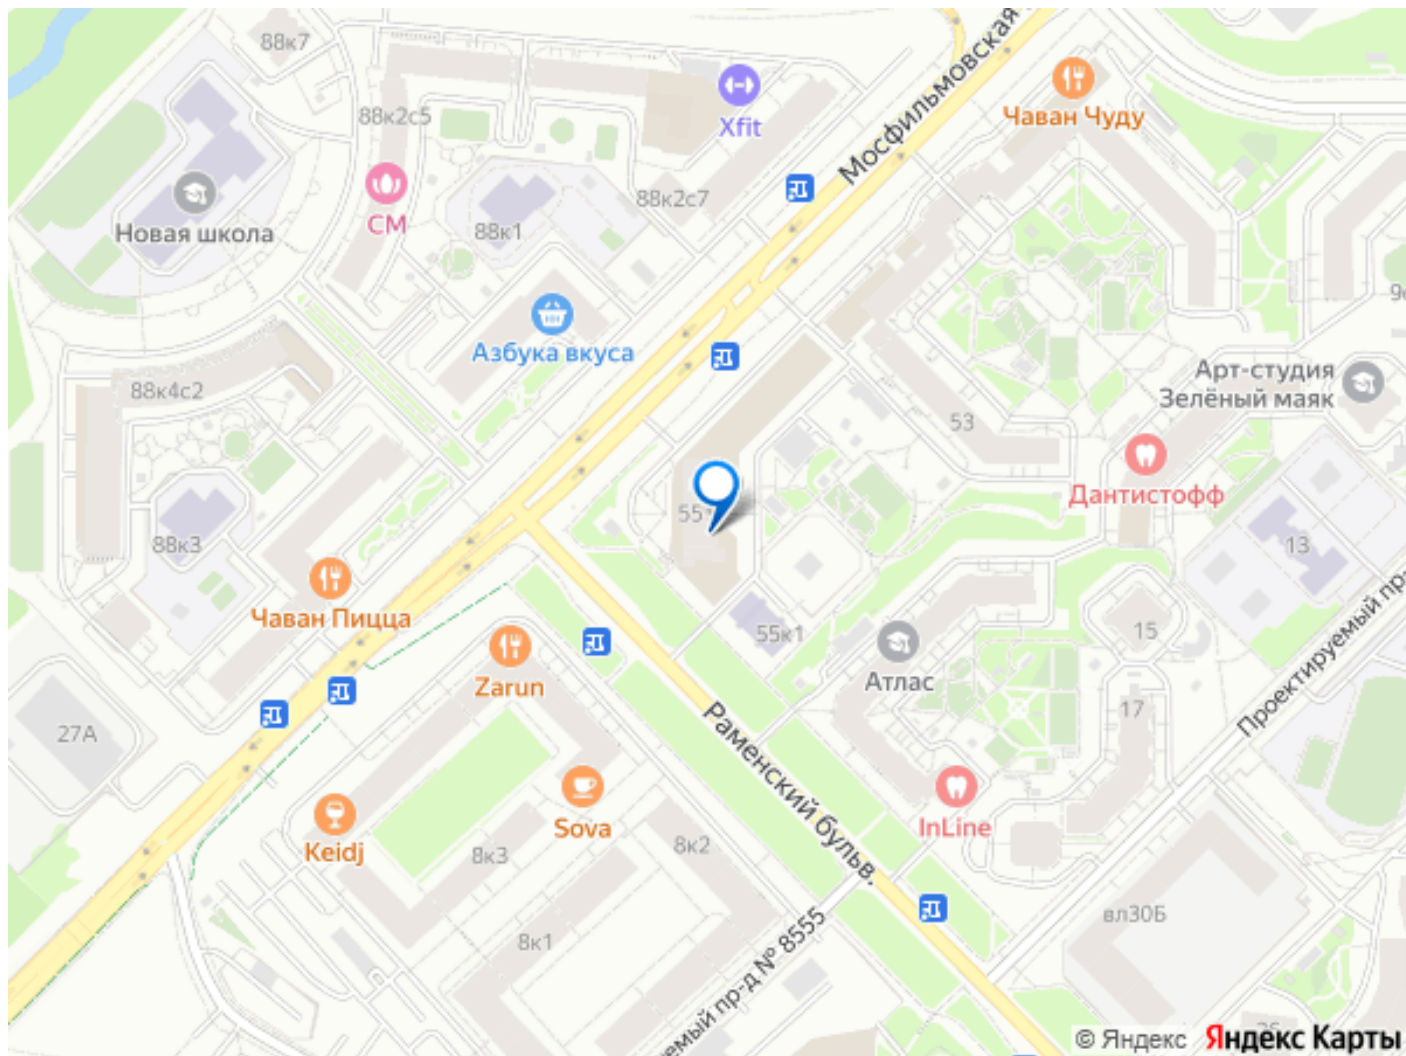 88к7
Мосфильмовская
Чаван Чуду
88к2с5
Xfit
88к2с7
СМ
Новая школа
88к1
Азбука вкуса
88к4с2
Арт-студия
Зелёный маяк
53
Дантистофф
55
88к3
13
Чаван Пицца
55к1
15
Zarun
Атлас
17
Проектируемый пр-
27А
Раменский бульв.
Sova
InLine
Keidj
8к3
8к2
вл30Б
8к1
пр-д № 8555
© Яндекс Яндекс Карты